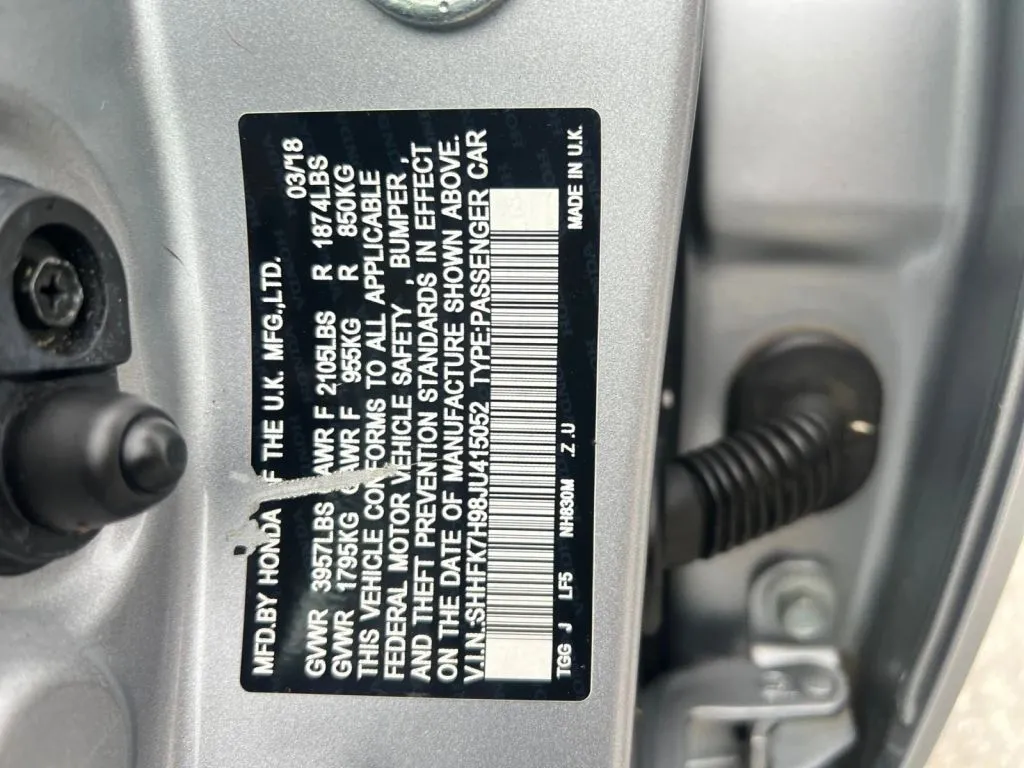 MFD.BY HONDA OF THE U.K. MFG.,LTD. 03/18
GVWR 3957LBS GAWR F 2105LBS R 1874LBS
GVWR 1795KG GAWR F 955KG R 850KG
THIS VEHICLE CONFORMS TO ALL APPLICABLE
FEDERAL MOTOR VEHICLE SAFETY , BUMPER ,
AND THEFT PREVENTION STANDARDS IN EFFECT
ON THE DATE OF MANUFACTURE SHOWN ABOVE.
V.I.N.:SHHFK7H98JU415052 TYPE:PASSENGER CAR
TGG J LF5 NH830M .Z.U MADE IN U.K.